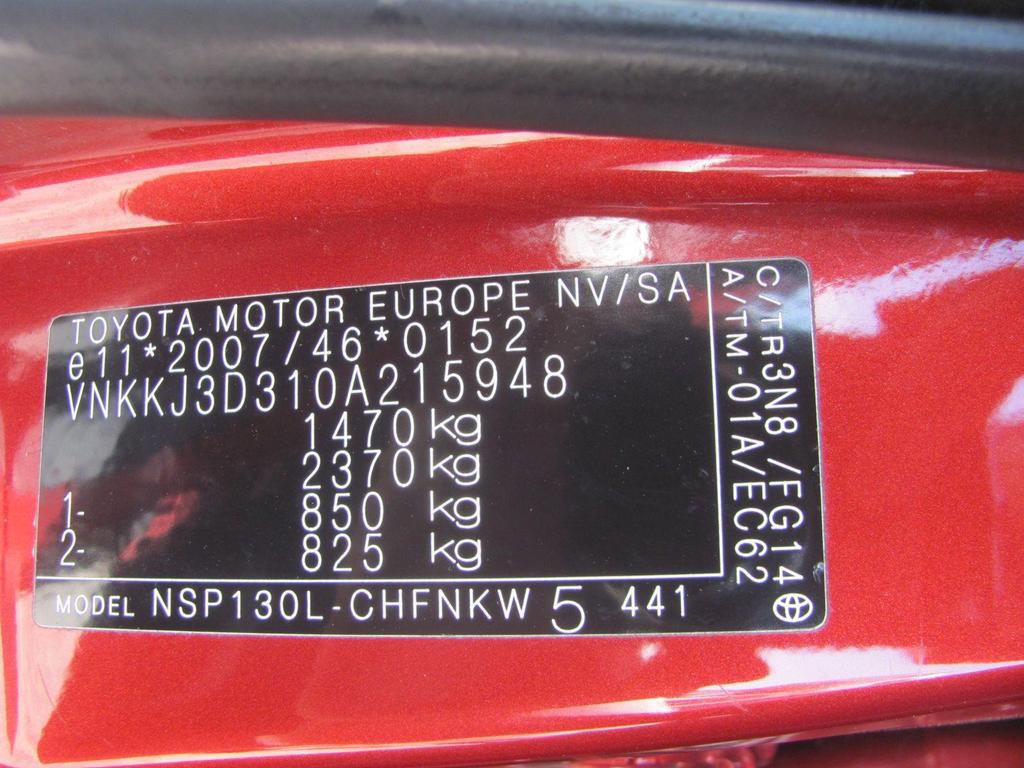 TOYOTA MOTOR EUROPE NV/SA
e11*2007/46*0152
VNKKJ3D310A215948
1470 kg
2370 kg
1- 850 kg
2- 825 kg
MODEL NSP130L-CHFNKW 5 441
C/TR3N8 /FG14
A/TM-01A/EC62